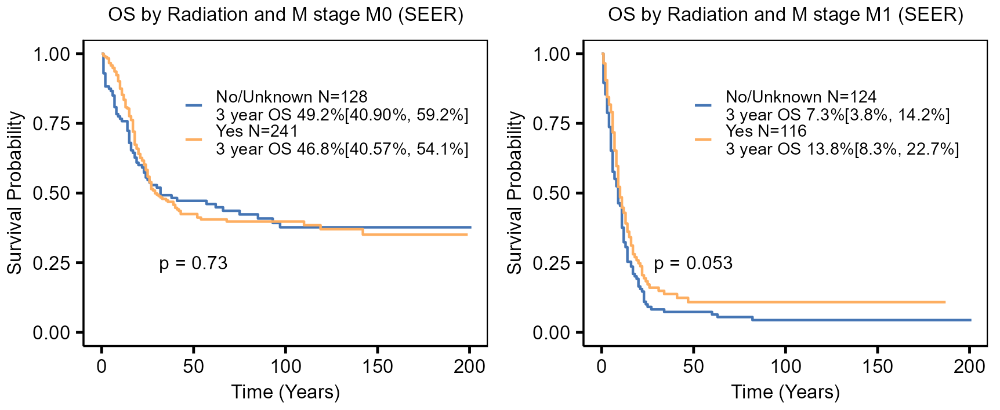 OS by Radiation and M stage M0 (SEER)
Survival Probability
1.00
0.75
0.50
0.25
0.00
No/Unknown N=128
3 year OS 49.2%[40.90%, 59.2%]
Yes N=241
3 year OS 46.8%[40.57%, 54.1%]
p = 0.73
0 50 100 150 200
Time (Years)
OS by Radiation and M stage M1 (SEER)
Survival Probability
1.00
0.75
0.50
0.25
0.00
No/Unknown N=124
3 year OS 7.3%[3.8%, 14.2%]
Yes N=116
3 year OS 13.8%[8.3%, 22.7%]
p = 0.053
0 50 100 150 200
Time (Years)